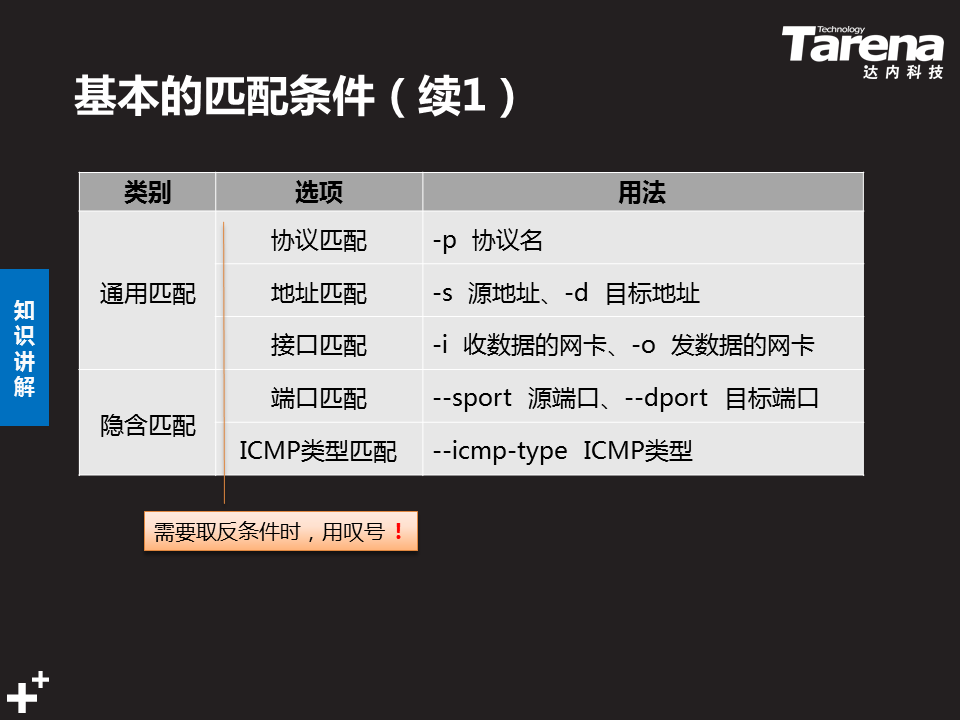 Technology
Tarena
达内科技
基本的匹配条件（续1）
类别 选项 用法
通用匹配
协议匹配 -p 协议名
地址匹配 -s 源地址、-d 目标地址
接口匹配 -i 收数据的网卡、-o 发数据的网卡
隐含匹配
端口匹配 --sport 源端口、--dport 目标端口
ICMP类型匹配 --icmp-type ICMP类型
知识讲解
需要取反条件时，用叹号！